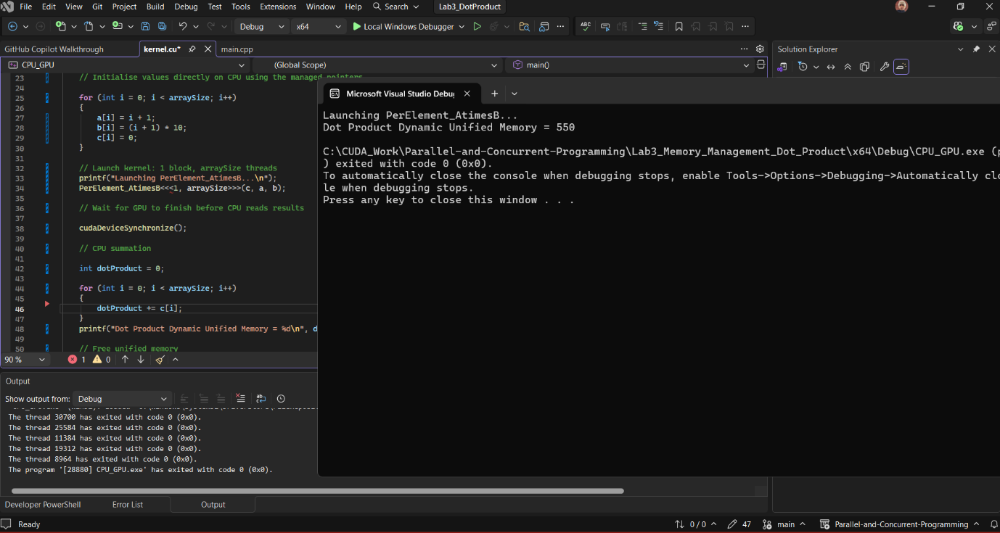 File Edit View Git Project Build Debug Test Tools Extensions Window Help Search Lab3_DotProduct
Debug x64 Local Windows Debugger
GitHub Copilot Walkthrough kernel.cu* main.cpp
CPU_GPU (Global Scope) main()
23 // Initialise values directly on CPU using the managed pointers
24
25 for (int i = 0; i < arraySize; i++)
26 {
27 a[i] = i + 1;
28 b[i] = (i + 1) * 10;
29 c[i] = 0;
30 }
31
32 // Launch kernel: 1 block, arraySize threads
33 printf("Launching PerElement_AtimesB...\n");
34 PerElement_AtimesB<<<1, arraySize>>>(c, a, b);
35
36 // Wait for GPU to finish before CPU reads results
37
38 cudaDeviceSynchronize();
39
40 // CPU summation
41
42 int dotProduct = 0;
43
44 for (int i = 0; i < arraySize; i++)
45 {
46 dotProduct += c[i];
47 }
48 printf("Dot Product Dynamic Unified Memory = %d\n", d
49
50 // Free unified memory
90 % 1 0
Output
Show output from: Debug
The thread 30700 has exited with code 0 (0x0).
The thread 25584 has exited with code 0 (0x0).
The thread 11384 has exited with code 0 (0x0).
The thread 19312 has exited with code 0 (0x0).
The thread 8964 has exited with code 0 (0x0).
The program '[28880] CPU_GPU.exe' has exited with code 0 (0x0).
Developer PowerShell Error List Output
Solution Explorer
Microsoft Visual Studio Debu
Launching PerElement_AtimesB...
Dot Product Dynamic Unified Memory = 550
C:\CUDA_Work\Parallel-and-Concurrent-Programming\Lab3_Memory_Management_Dot_Product\x64\Debug\CPU_GPU.exe (p
) exited with code 0 (0x0).
To automatically close the console when debugging stops, enable Tools->Options->Debugging->Automatically clo
le when debugging stops.
Press any key to close this window . . .
Ready 0 / 0 47 main Parallel-and-Concurrent-Programming